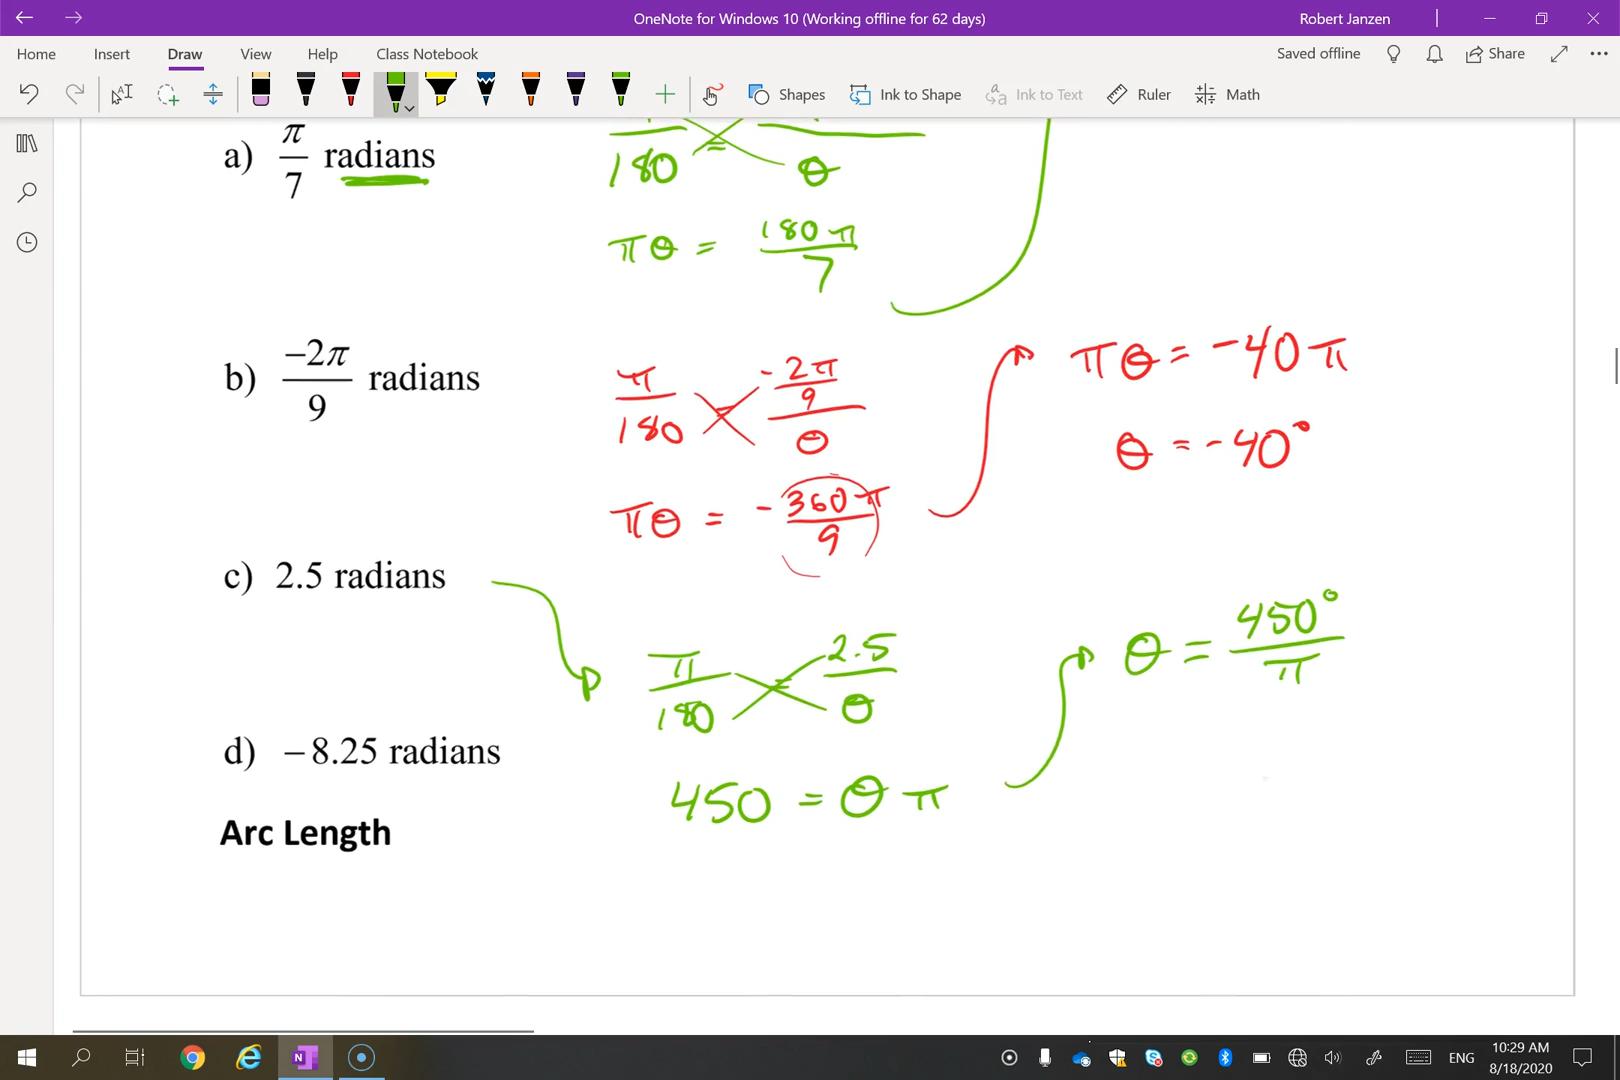 OneNote for Windows 10 (Working offline for 62 days)
Robert Janzen
Home Insert Draw View Help Class Notebook
Saved offline Share
Shapes Ink to Shape Ink to Text Ruler Math
a) π/7 radians
180 = θ
πθ = 180π/7
b) −2π/9 radians
π/180 = (-2π/9)/θ
πθ = -360π/9
πθ = -40π
θ = -40°
c) 2.5 radians
π/180 = 2.5/θ
450 = θπ
θ = 450°/π
d) −8.25 radians
Arc Length
ENG
10:29 AM
8/18/2020